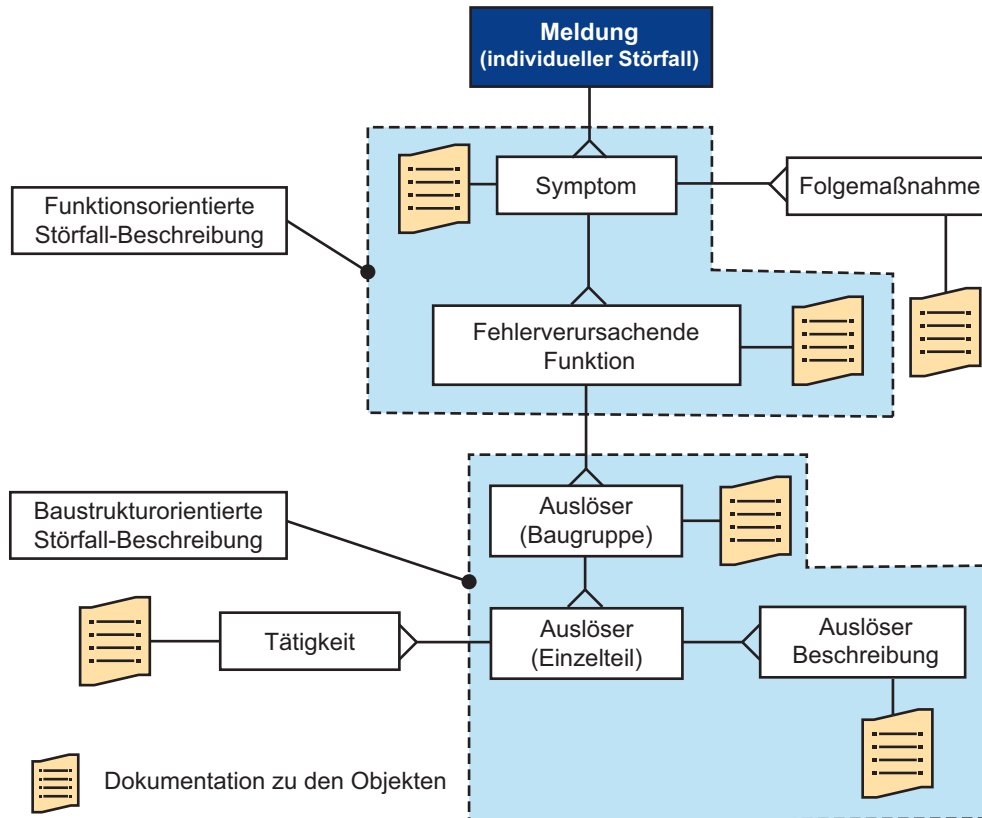 Meldung
(individueller Störfall)
Symptom
Folgemaßnahme
Funktionsorientierte
Störfall-Beschreibung
Fehlerverursachende
Funktion
Auslöser
(Baugruppe)
Baustrukturorientierte
Störfall-Beschreibung
Tätigkeit
Auslöser
(Einzelteil)
Auslöser
Beschreibung
Dokumentation zu den Objekten